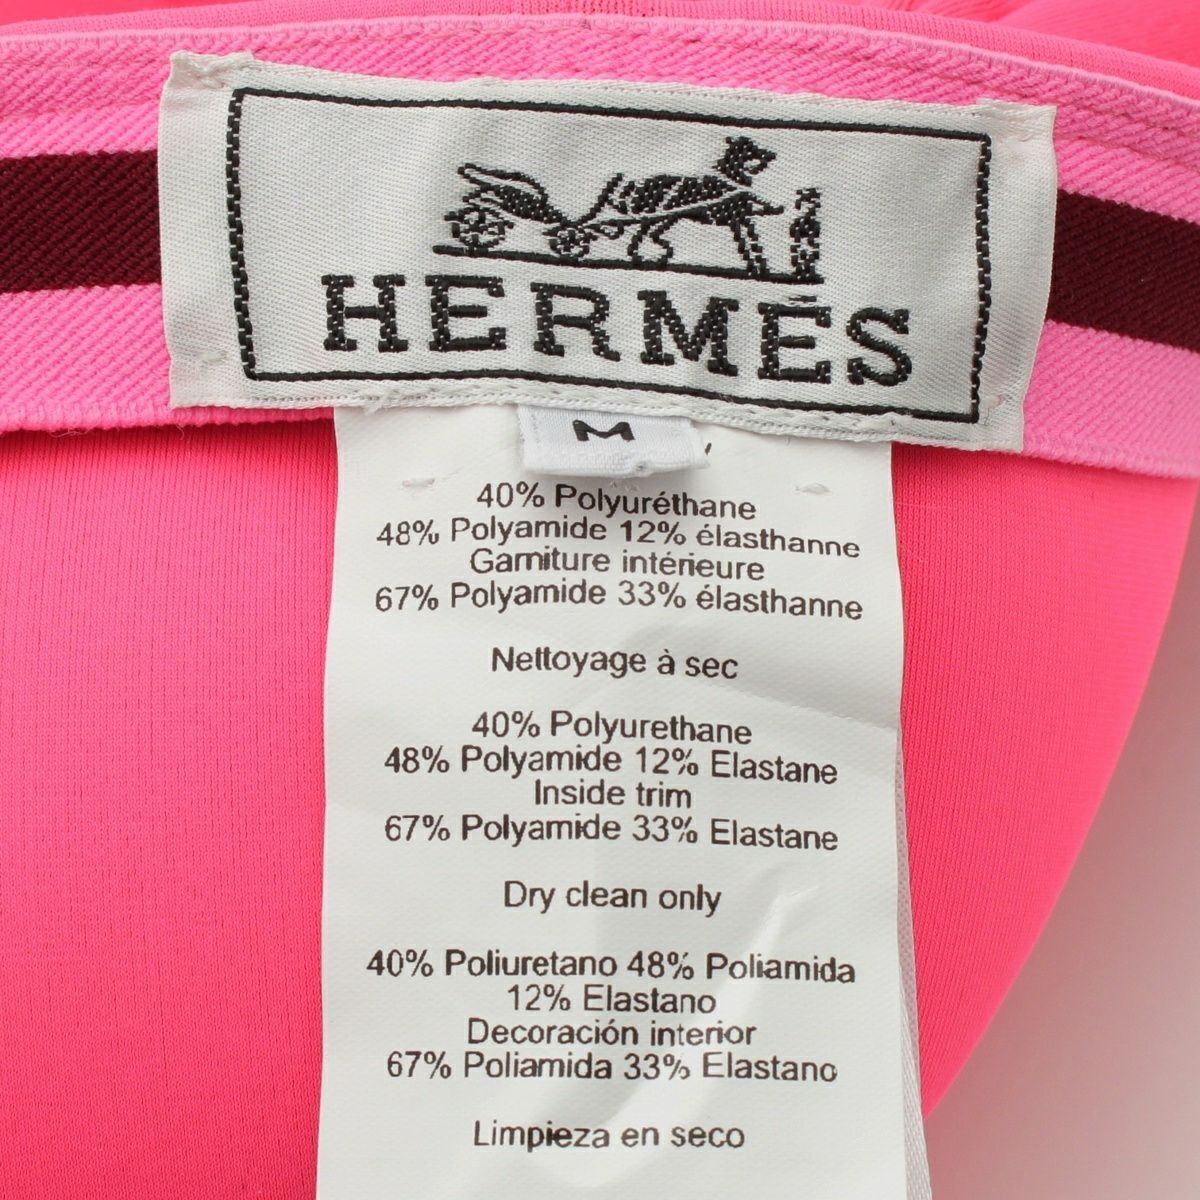 HERMES
M
40% Polyuréthane
48% Polyamide 12% élasthanne
Garniture intérieure
67% Polyamide 33% élasthanne
Nettoyage à sec
40% Polyurethane
48% Polyamide 12% Elastane
Inside trim
67% Polyamide 33% Elastane
Dry clean only
40% Poliuretano 48% Poliamida
12% Elastano
Decoración interior
67% Poliamida 33% Elastano
Limpieza en seco